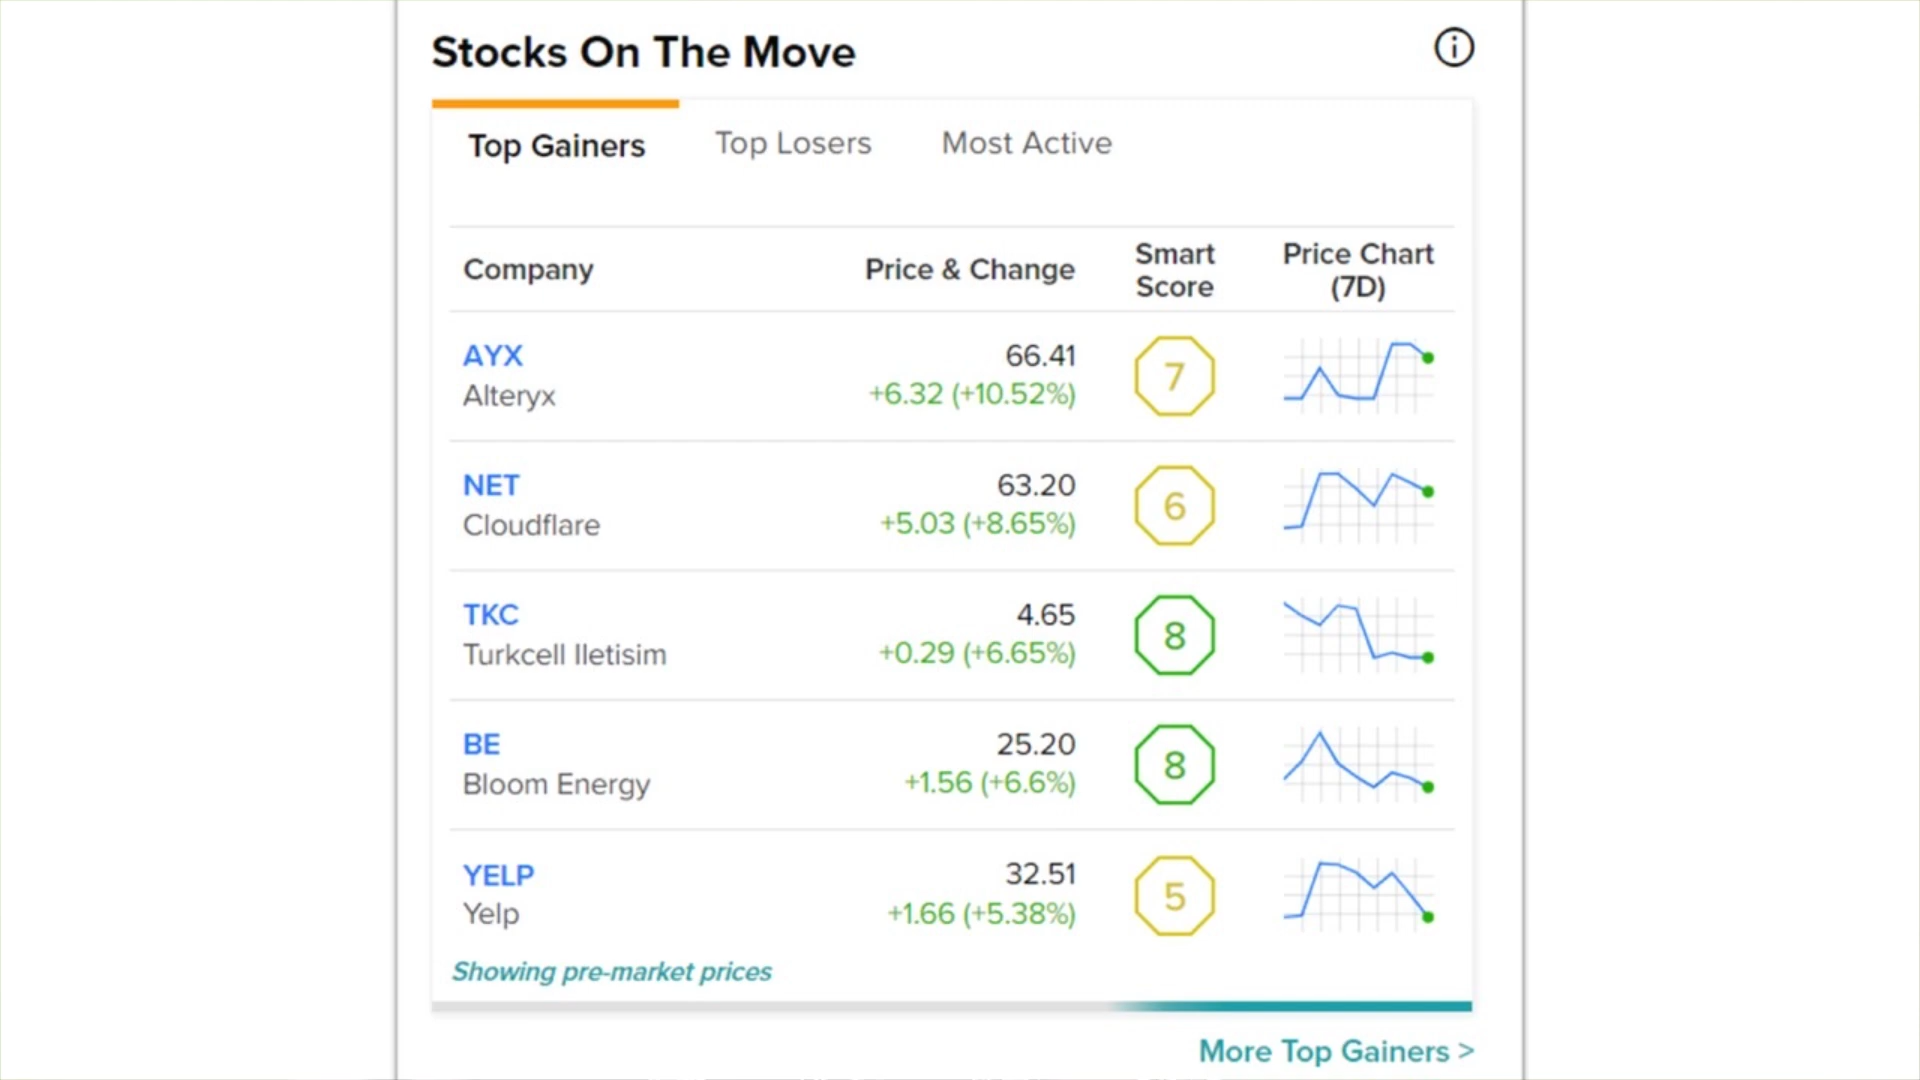 Stocks On The Move
Top Gainers Top Losers Most Active
Company Price & Change Smart Score Price Chart (7D)
AYX 66.41
Alteryx +6.32 (+10.52%) 7
NET 63.20
Cloudflare +5.03 (+8.65%) 6
TKC 4.65
Turkcell Iletisim +0.29 (+6.65%) 8
BE 25.20
Bloom Energy +1.56 (+6.6%) 8
YELP 32.51
Yelp +1.66 (+5.38%) 5
Showing pre-market prices
More Top Gainers >